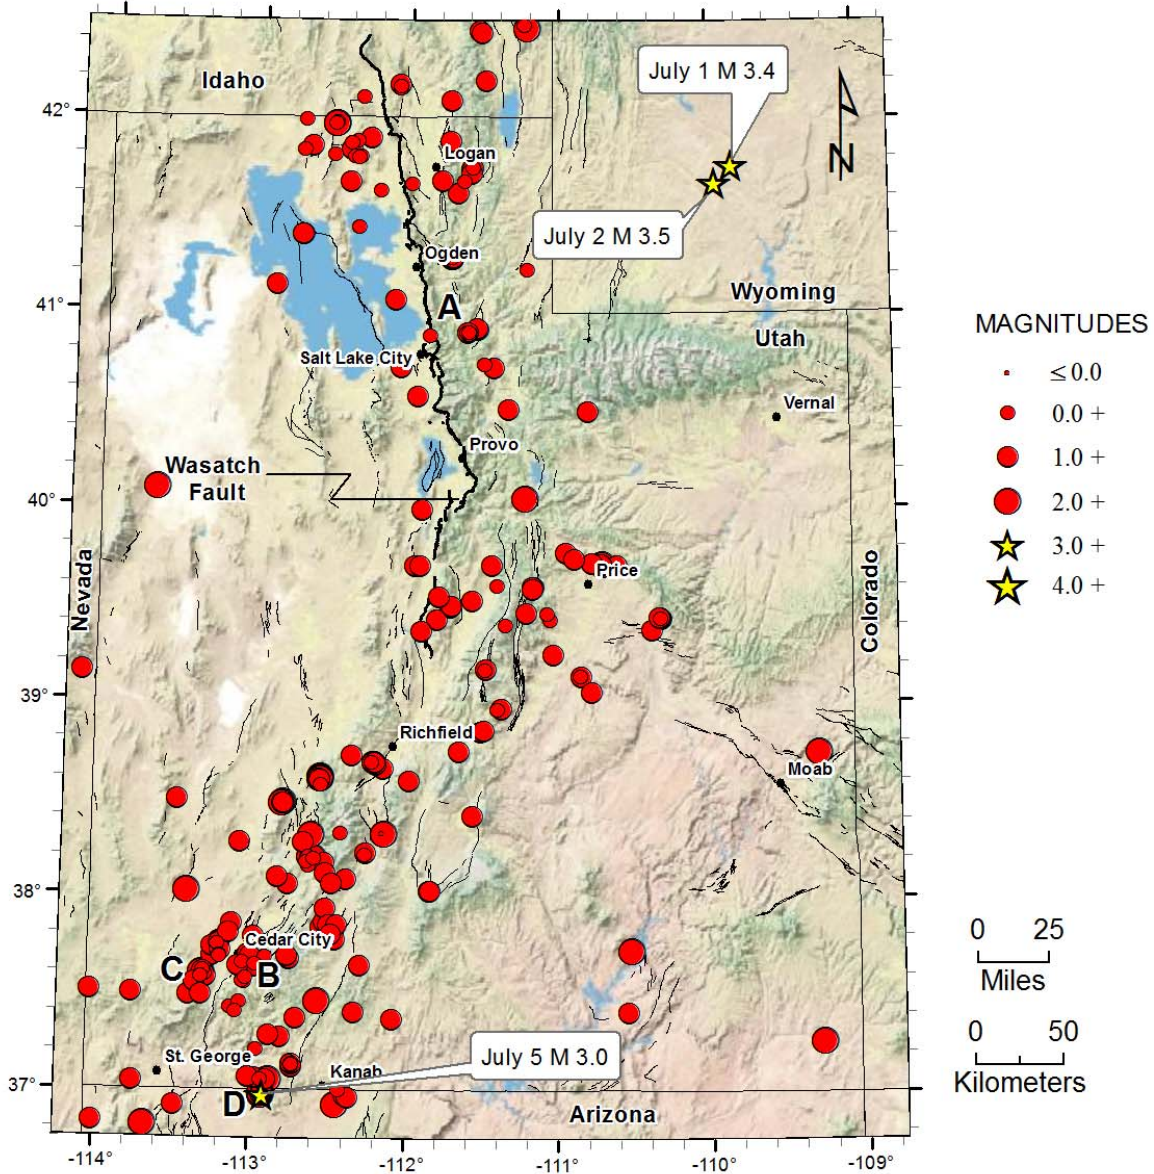 July 1 M 3.4
Idaho
42°
N
Logan
July 2 M 3.5
Ogden
41°
A
Wyoming
Utah
Salt Lake City
Vernal
Provo
Wasatch
Fault
40°
Price
Nevada
Colorado
39°
Richfield
Moab
38°
Cedar City
C
B
St. George
July 5 M 3.0
Kanab
37°
D
Arizona
-114°
-113°
-112°
-111°
-110°
-109°
MAGNITUDES
≤ 0.0
0.0 +
1.0 +
2.0 +
3.0 +
4.0 +
0 25
Miles
0 50
Kilometers